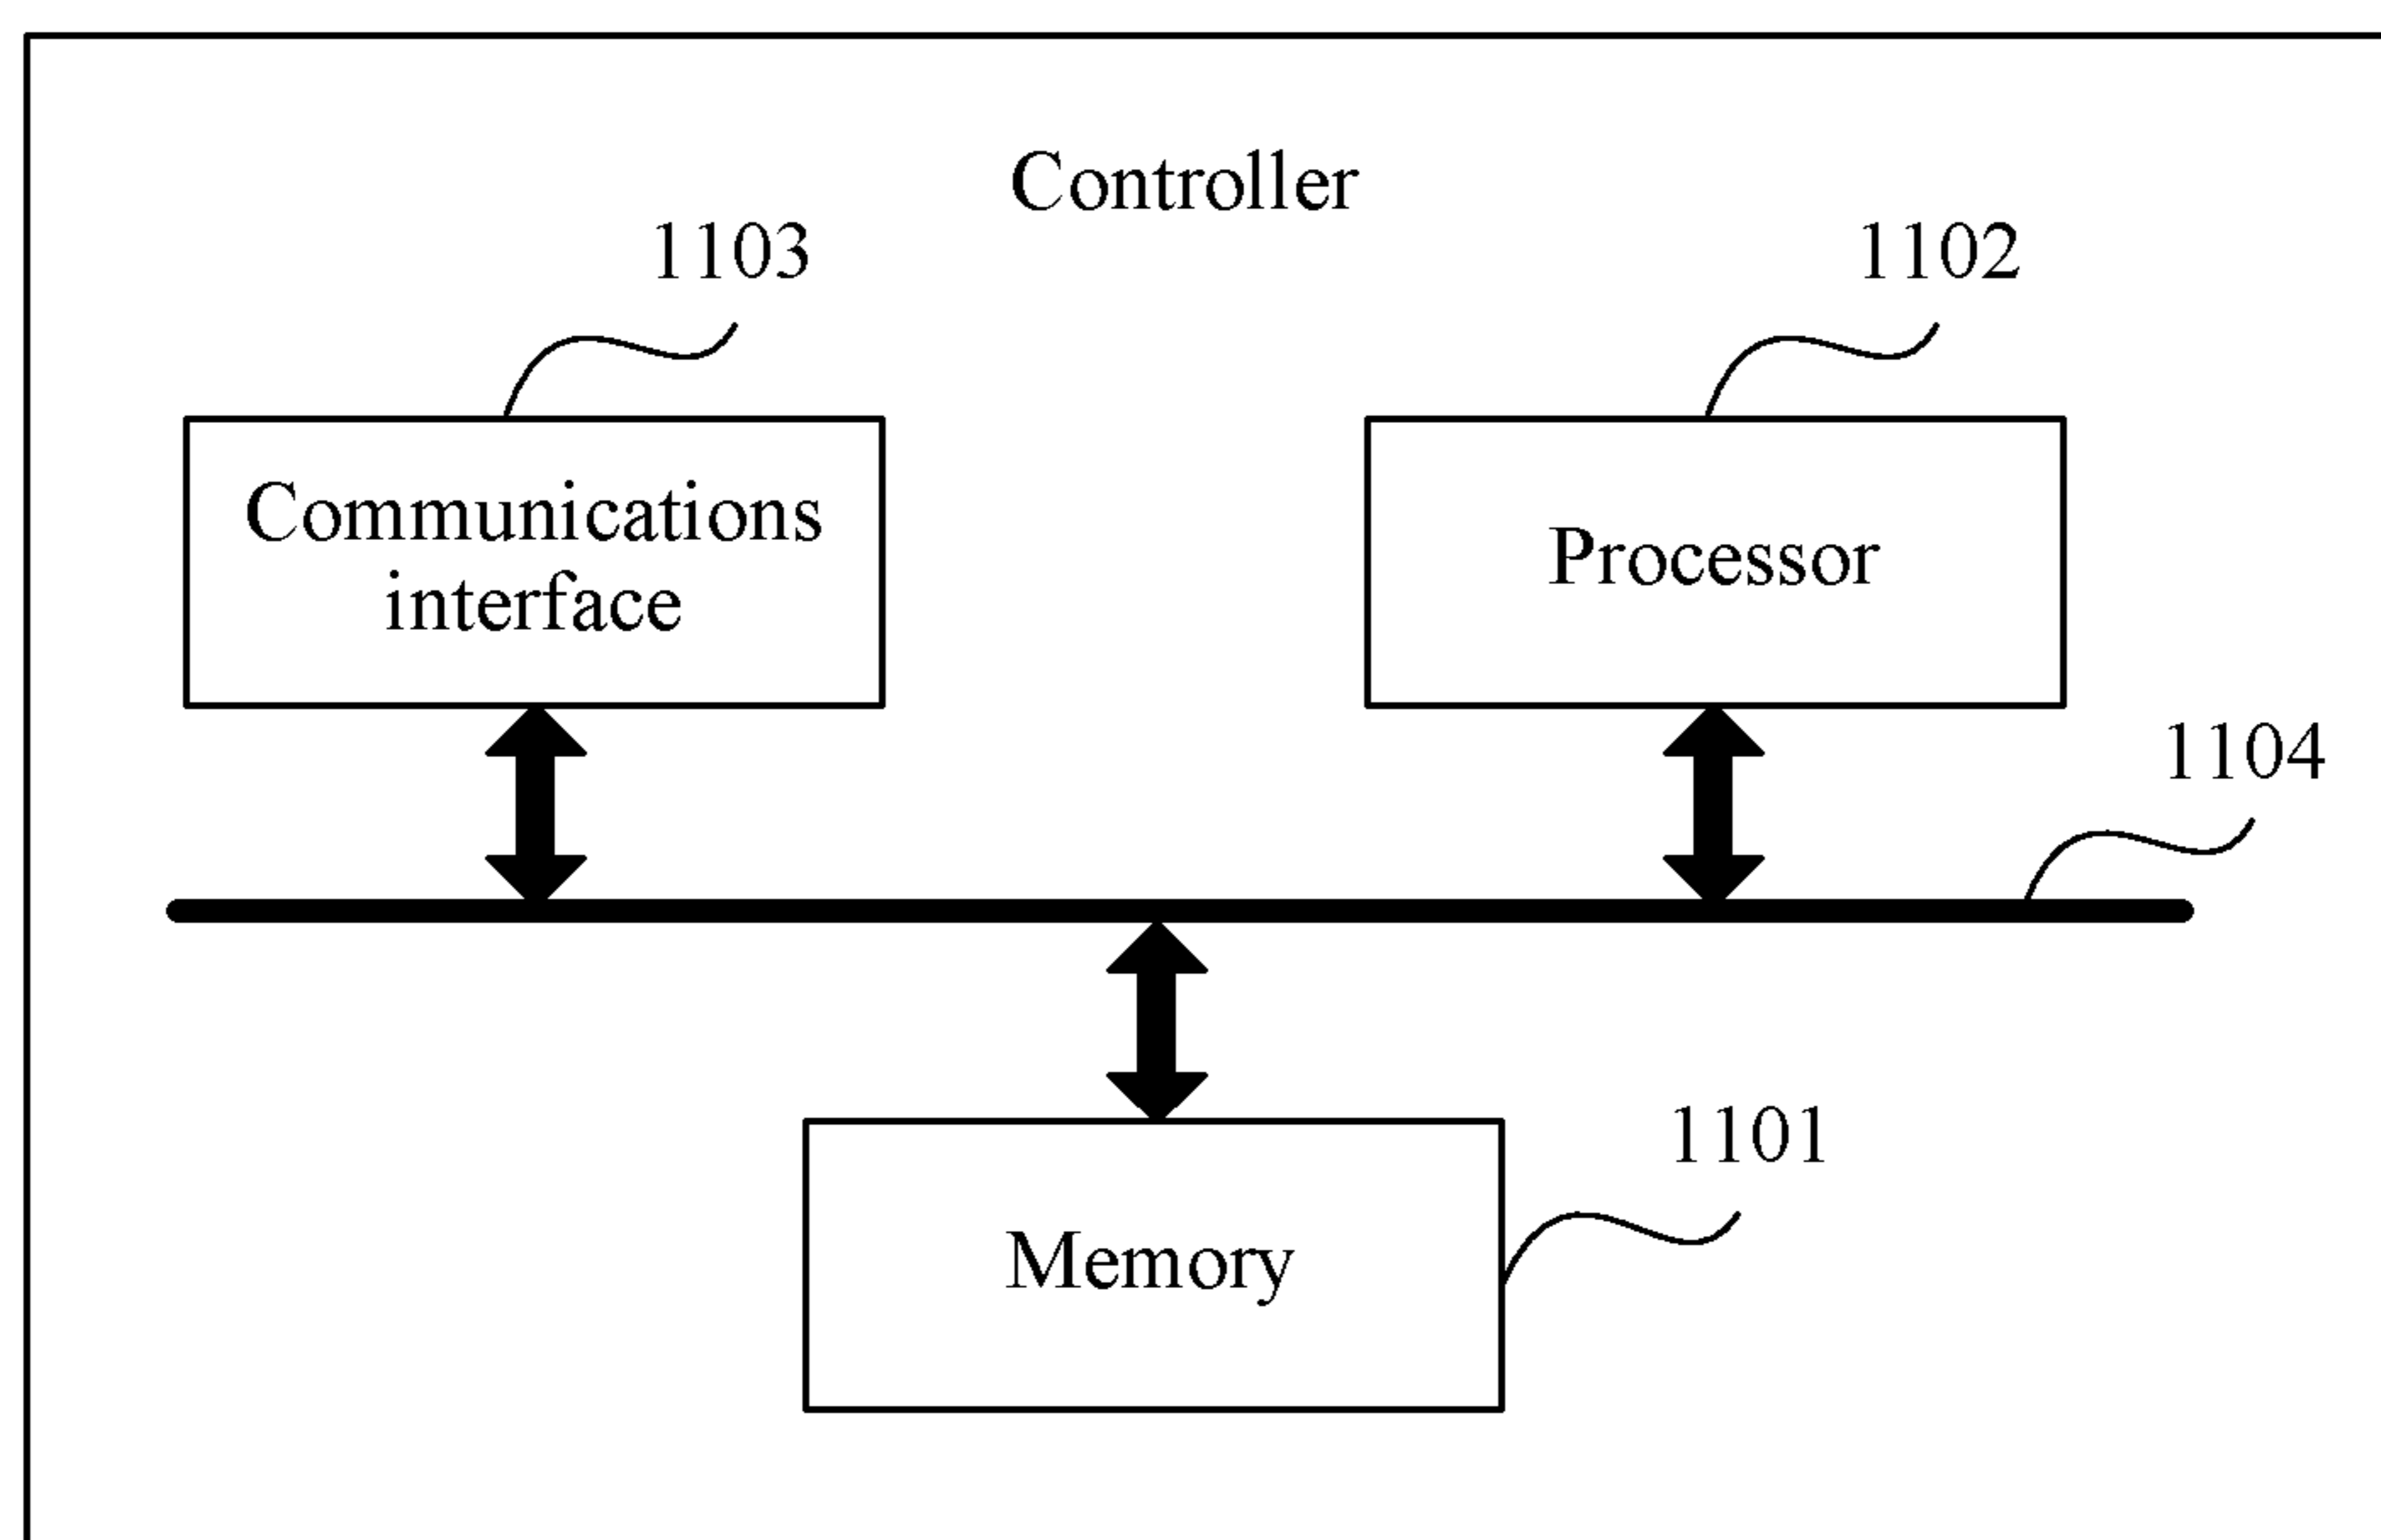 Controller
1103
1102
Communications
interface
Processor
1104
1101
Memory